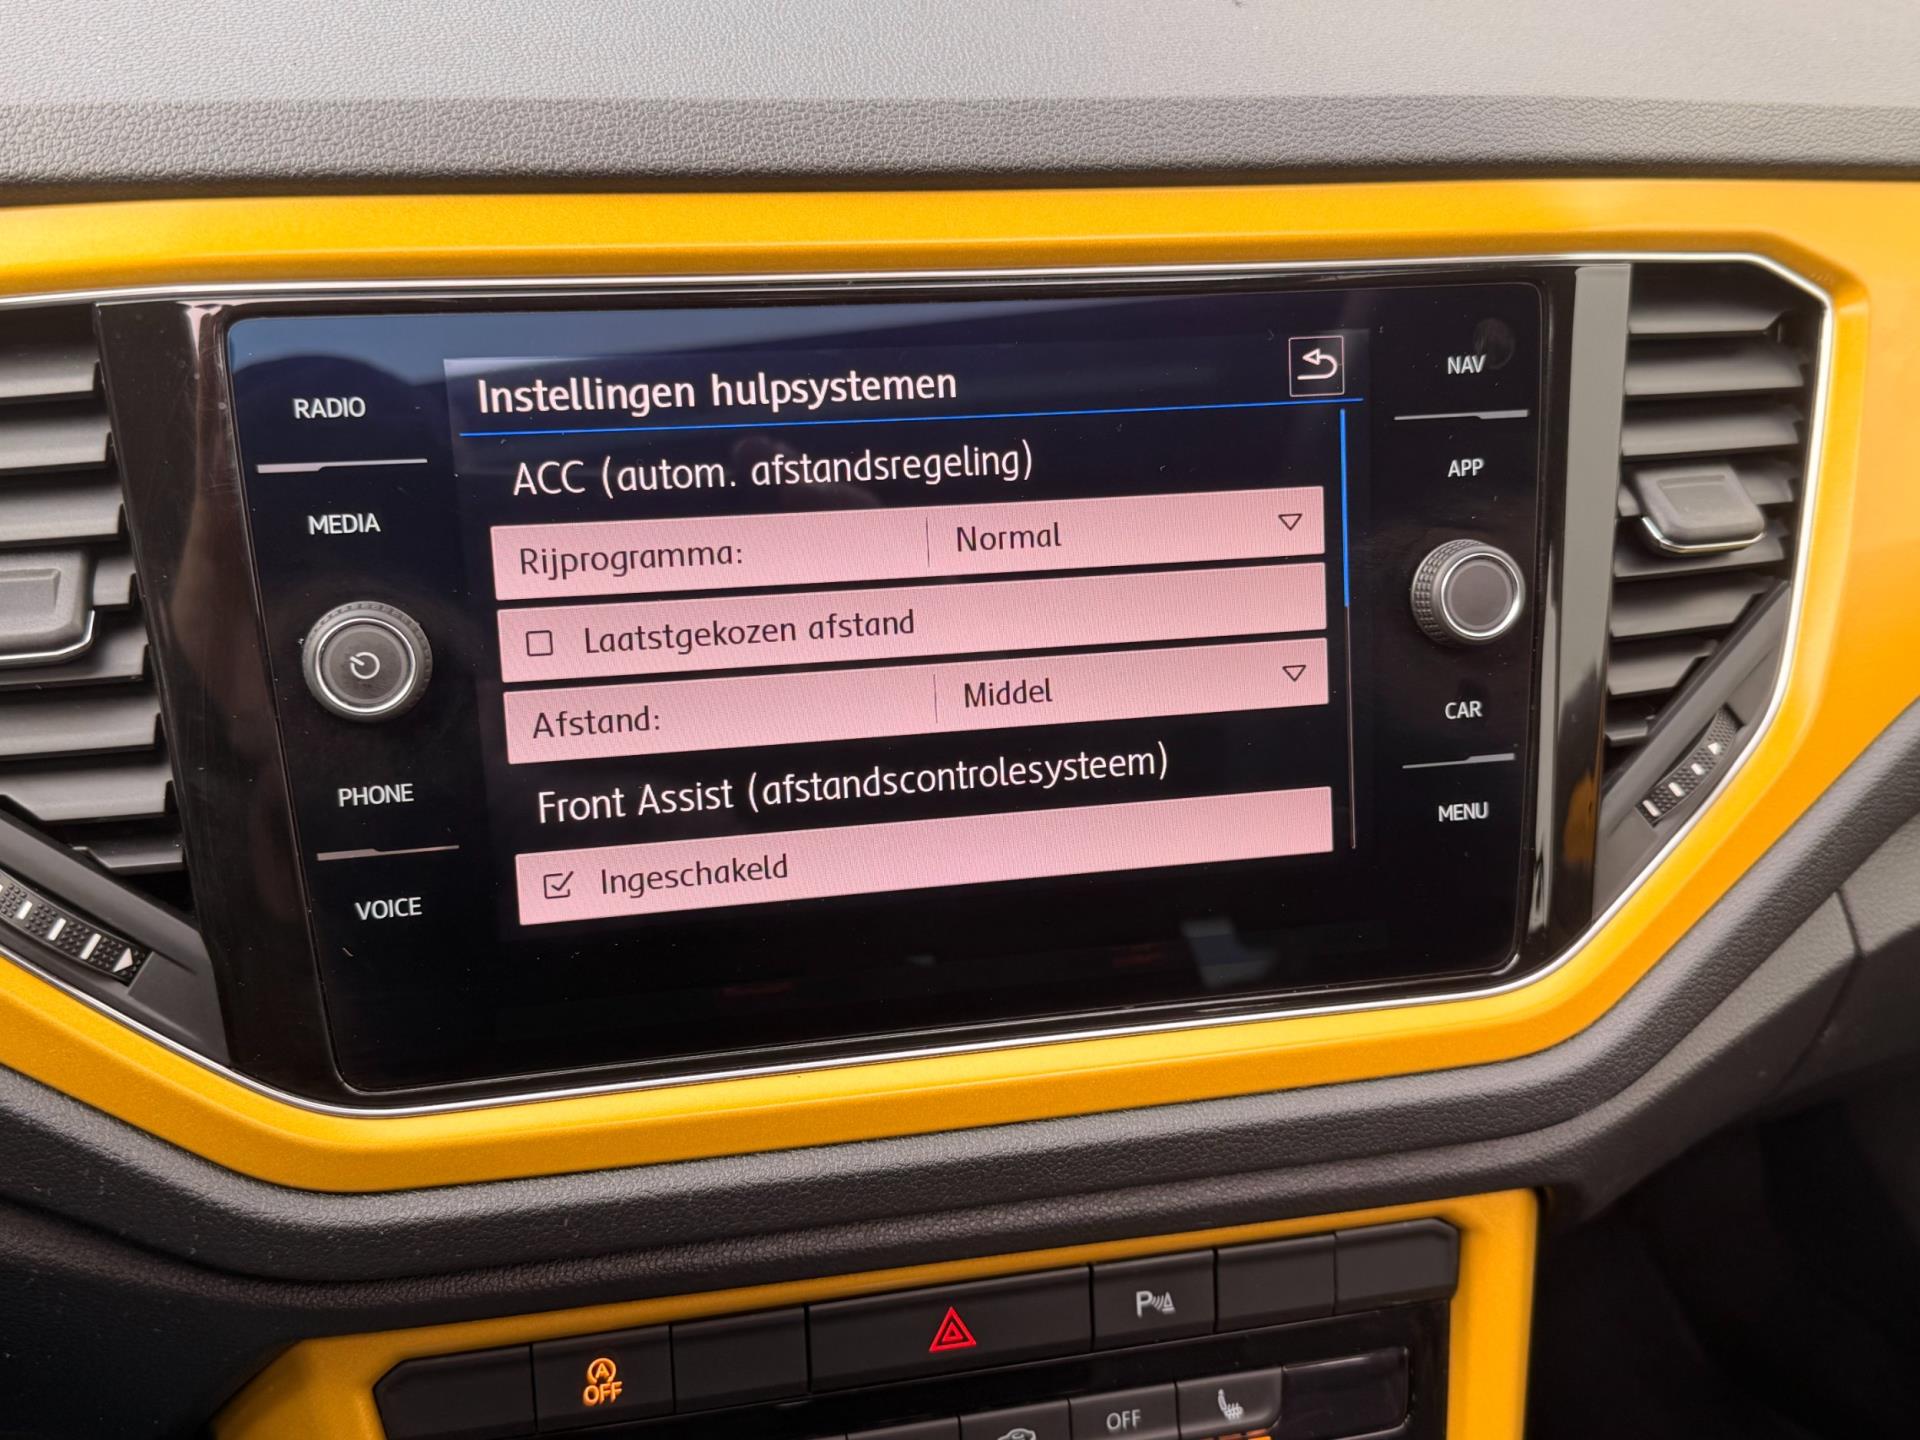 Instellingen hulpsystemen
ACC (autom. afstandsregeling)
Rijprogramma: Normal
Laatstgekozen afstand
Afstand: Middel
Front Assist (afstandscontrolesysteem)
Ingeschakeld
RADIO
MEDIA
PHONE
VOICE
NAV
APP
CAR
MENU
P
A
OFF
OFF